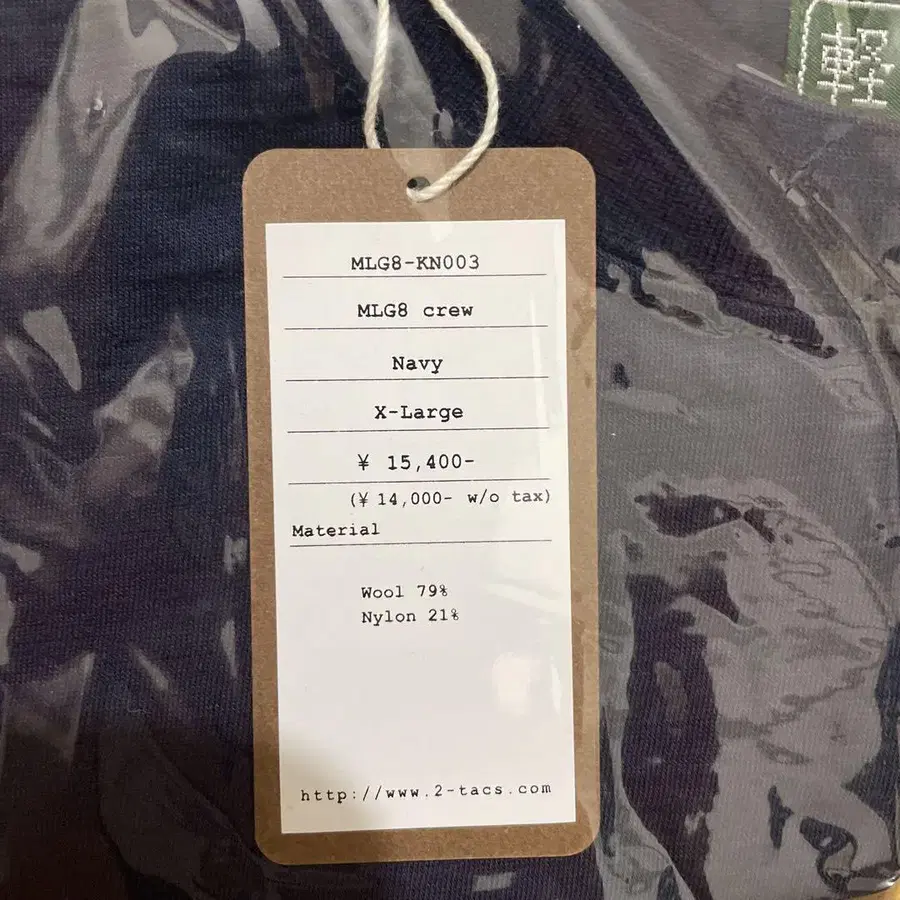 軽
MLG8-KN003
MLG8 crew
Navy
X-Large
¥ 15,400-
(¥ 14,000- w/o tax)
Material
Wool 79%
Nylon 21%
http://www.2-tacs.com